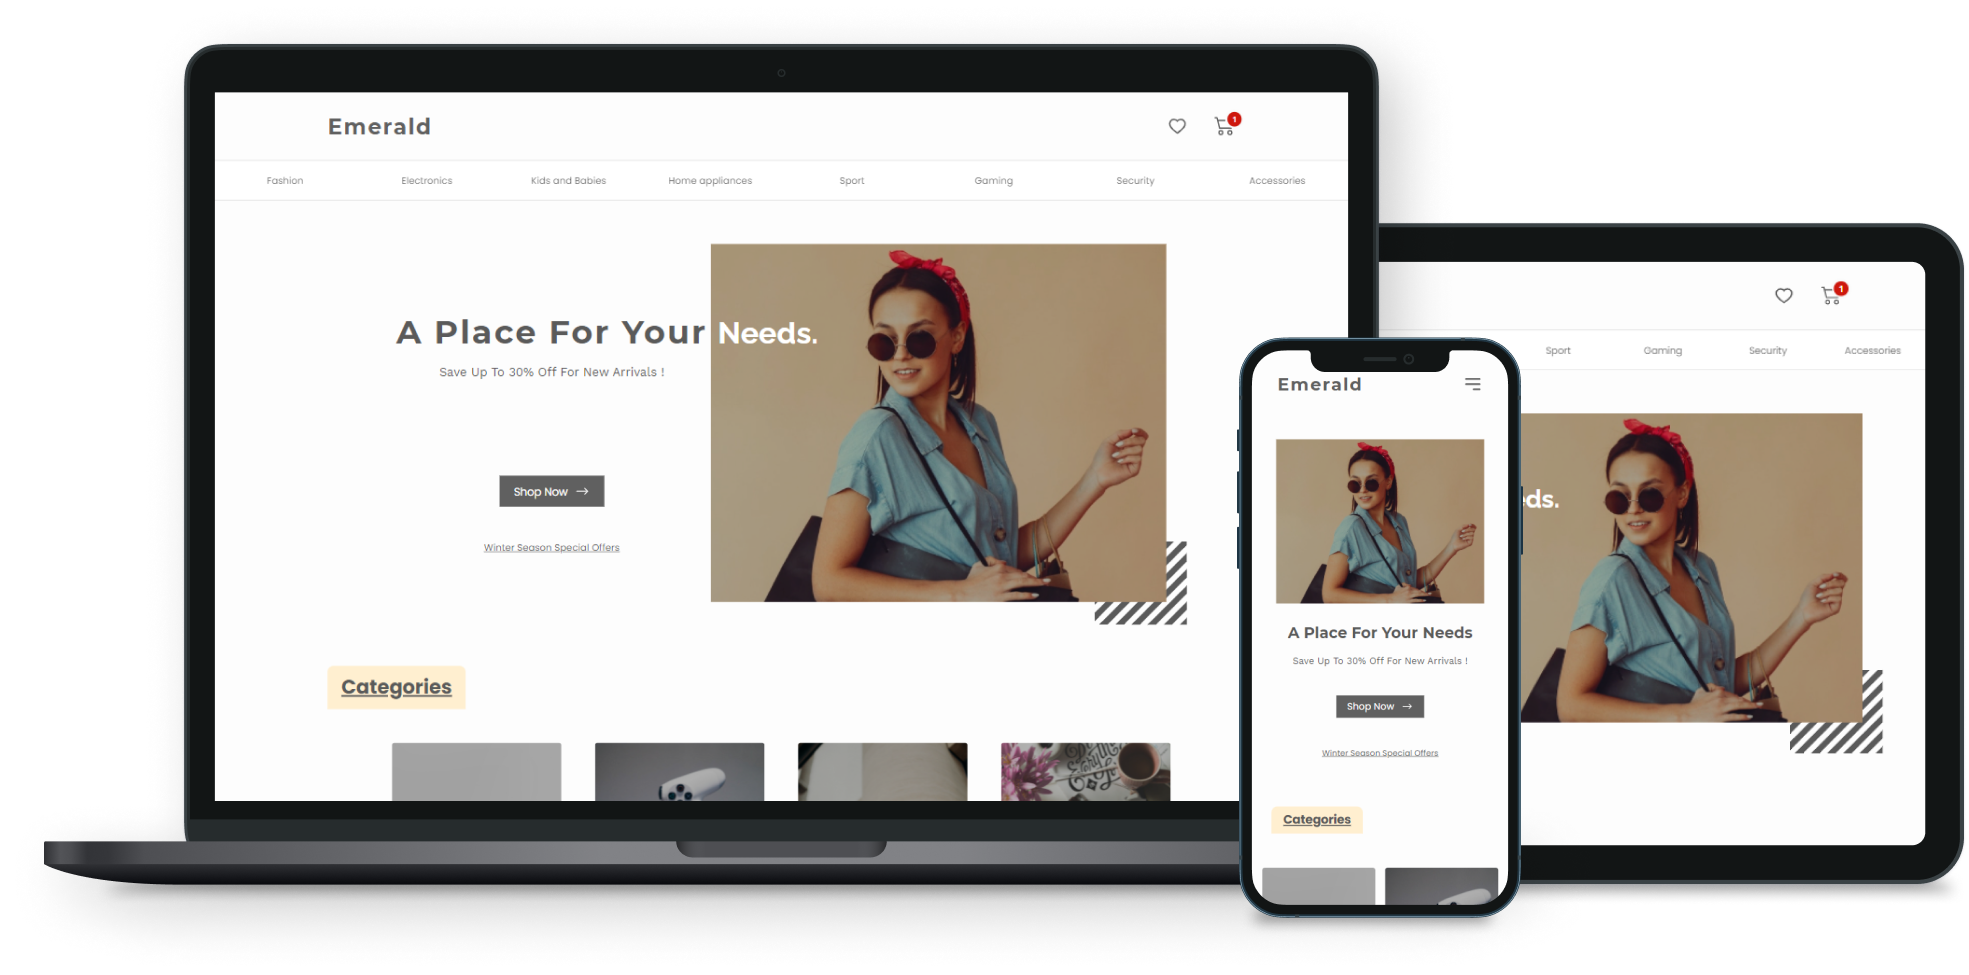 Emerald
1
Fashion Electronics Kids and Babies Home appliances Sport Gaming Security Accessories
A Place For Your Needs.
Save Up To 30% Off For New Arrivals !
Shop Now →
Winter Season Special Offers
Categories
1
Sport Gaming Security Accessories
ds.
Emerald
A Place For Your Needs
Save Up To 30% Off For New Arrivals !
Shop Now →
Winter Season Special Offers
Categories